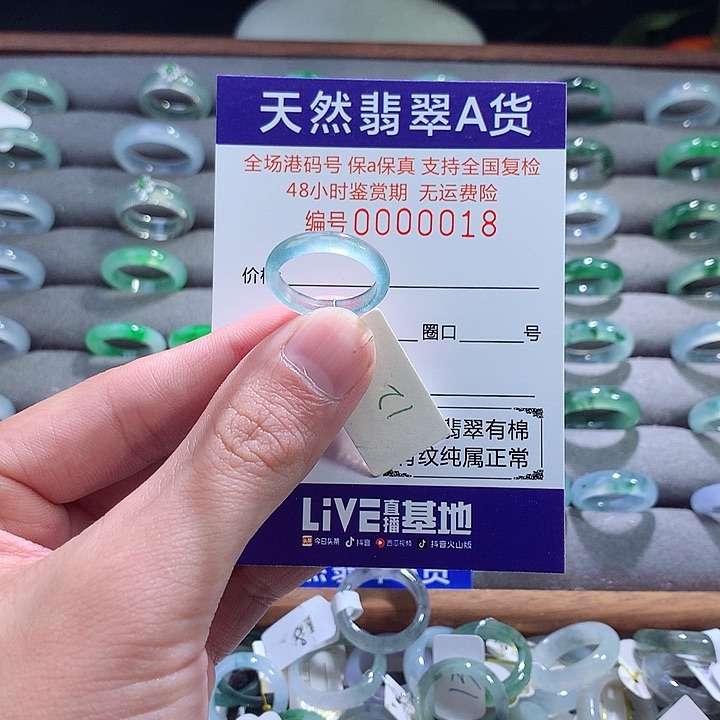 天然翡翠A货
全场港码号 保a保真 支持全国复检
48小时鉴赏期 无运费险
编号0000018
价格
圈口 号
翡翠有棉
纹纯属正常
LiVE直播基地
今日头条 抖音 西瓜视频 抖音火山版